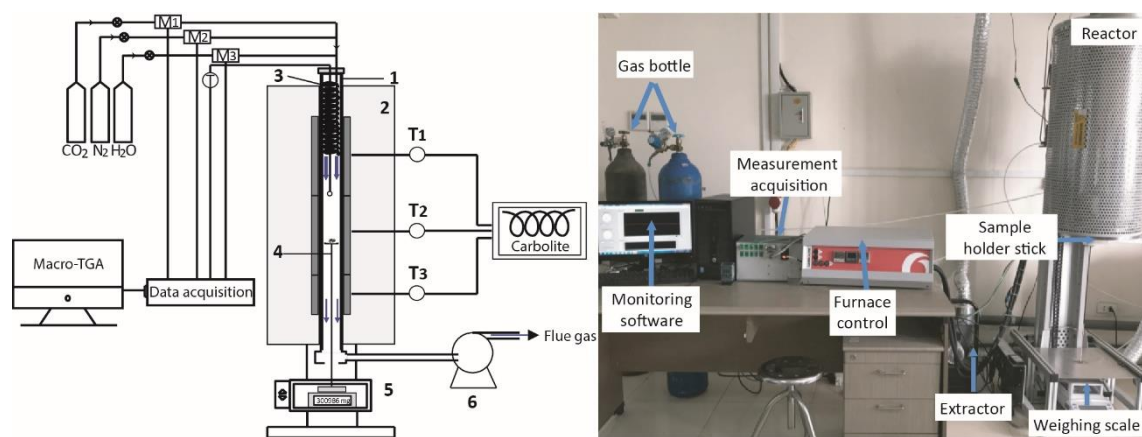 M1
M2
M3
T
CO2 N2 H2O
3
1
2
T1
T2
T3
4
Carbolite
Macro-TGA
Data acquisition
Flue gas
300986 mg
5
6
Reactor
Gas bottle
Measurement
acquisition
Sample
holder stick
Monitoring
software
Furnace
control
Extractor
Weighing scale